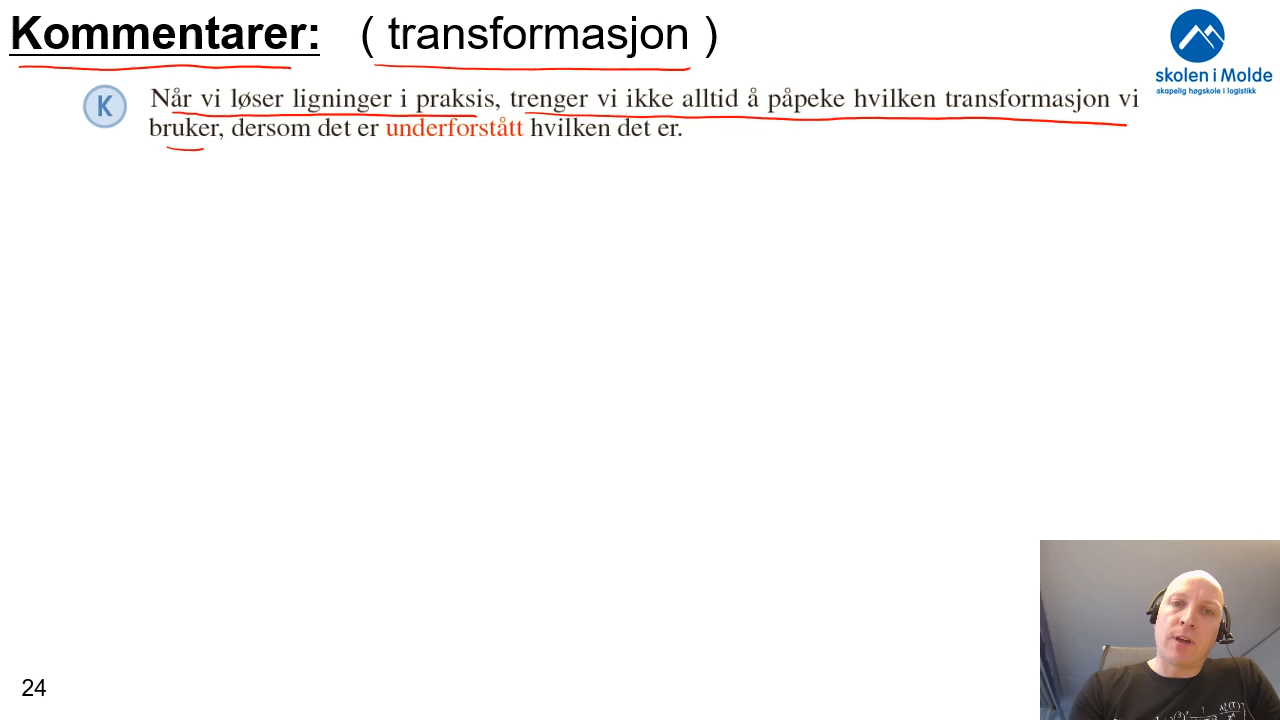 Kommentarer: ( transformasjon )
skolen i Molde
skapelig høgskole i logistikk
K
Når vi løser ligninger i praksis, trenger vi ikke alltid å påpeke hvilken transformasjon vi
bruker, dersom det er underforstått hvilken det er.
24